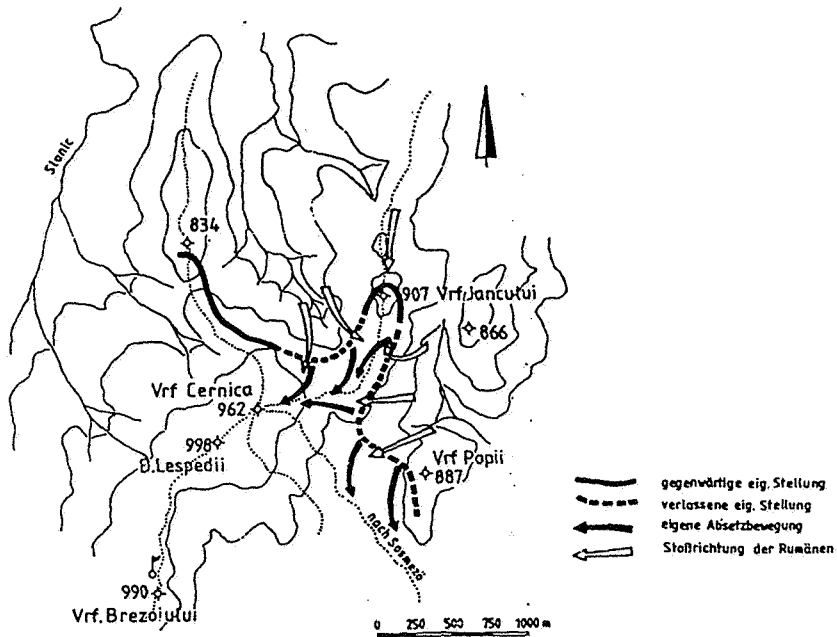 Slanic
834
907 Vrf. Jancului
866
Vrf Cernica
962
998
D. Lespedii
Vrf Popii
887
nach Sosmezö
990
Vrf. Brezoiului
gegenwärtige eig. Stellung
verlassene eig. Stellung
eigene Absetzbewegung
Stoßrichtung der Rumänen
0 250 500 750 1000 m